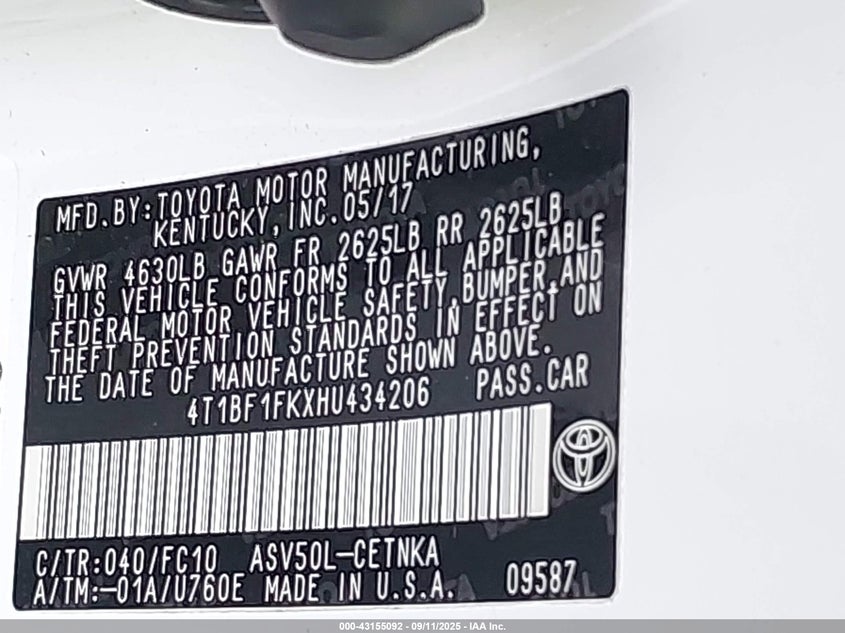 MFD.BY:TOYOTA MOTOR MANUFACTURING,
KENTUCKY, INC.05/17
GVWR 4630LB GAWR FR 2625LB RR 2625LB
THIS VEHICLE CONFORMS TO ALL APPLICABLE
FEDERAL MOTOR VEHICLE SAFETY,BUMPER,AND
THEFT PREVENTION STANDARDS IN EFFECT ON
THE DATE OF MANUFACTURE SHOWN ABOVE.
4T1BF1FKXHU434206 PASS.CAR
C/TR:040/FC10 ASV50L-CETNKA
A/TM:-01A/U760E MADE IN U.S.A. 09587
000-43155092 - 09/11/2025 - IAA Inc.